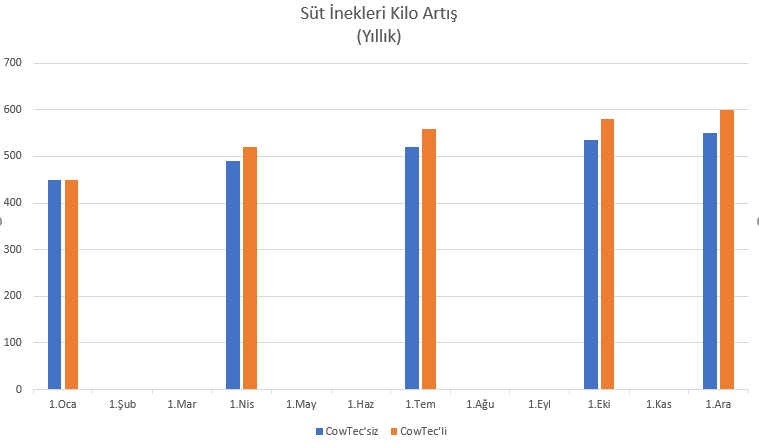 Süt İnekleri Kilo Artış
(Yıllık)
700
600
500
400
300
200
100
0
1.Oca 1.Şub 1.Mar 1.Nis 1.May 1.Haz 1.Tem 1.Ağu 1.Eyl 1.Eki 1.Kas 1.Ara
CowTec'siz CowTec'li